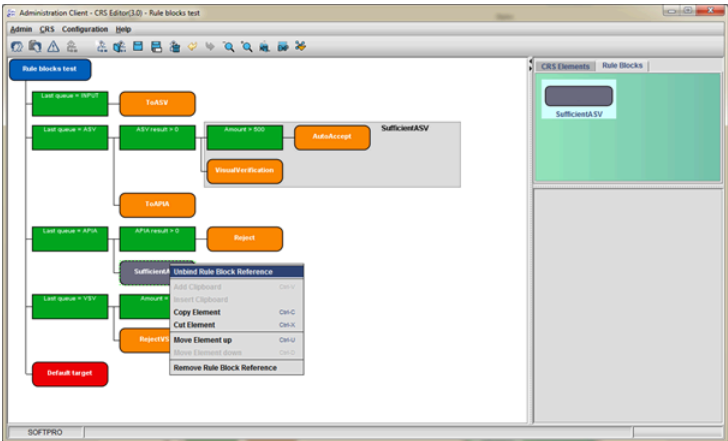 Administration Client - CRS Editor(3.0) - Rule blocks test
Admin CRS Configuration Help
Rule blocks test
CRS Elements Rule Blocks
Last queue = INPUT
ToASV
SufficientASV
Last queue = ASV
ASV result > 0
Amount > 500
SufficientASV
AutoAccept
VisualVerification
ToAPIA
Last queue = APIA
APIA result > 0
Reject
SufficientA
Unbind Rule Block Reference
Add Clipboard Ctrl-V
Insert Clipboard
Copy Element Ctrl-C
Cut Element Ctrl-X
Last queue = VSV
Amount =
RejectVS
Move Element up Ctrl-U
Move Element down Ctrl-D
Remove Rule Block Reference
Default target
SOFTPRO